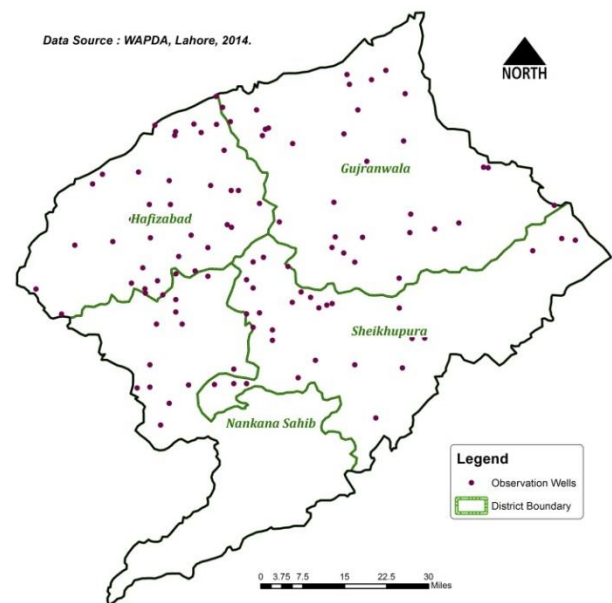 Data Source : WAPDA, Lahore, 2014.
NORTH
Gujranwala
Hafizabad
Sheikhupura
Nankana Sahib
Legend
Observation Wells
District Boundary
0 3.75 7.5 15 22.5 30
Miles